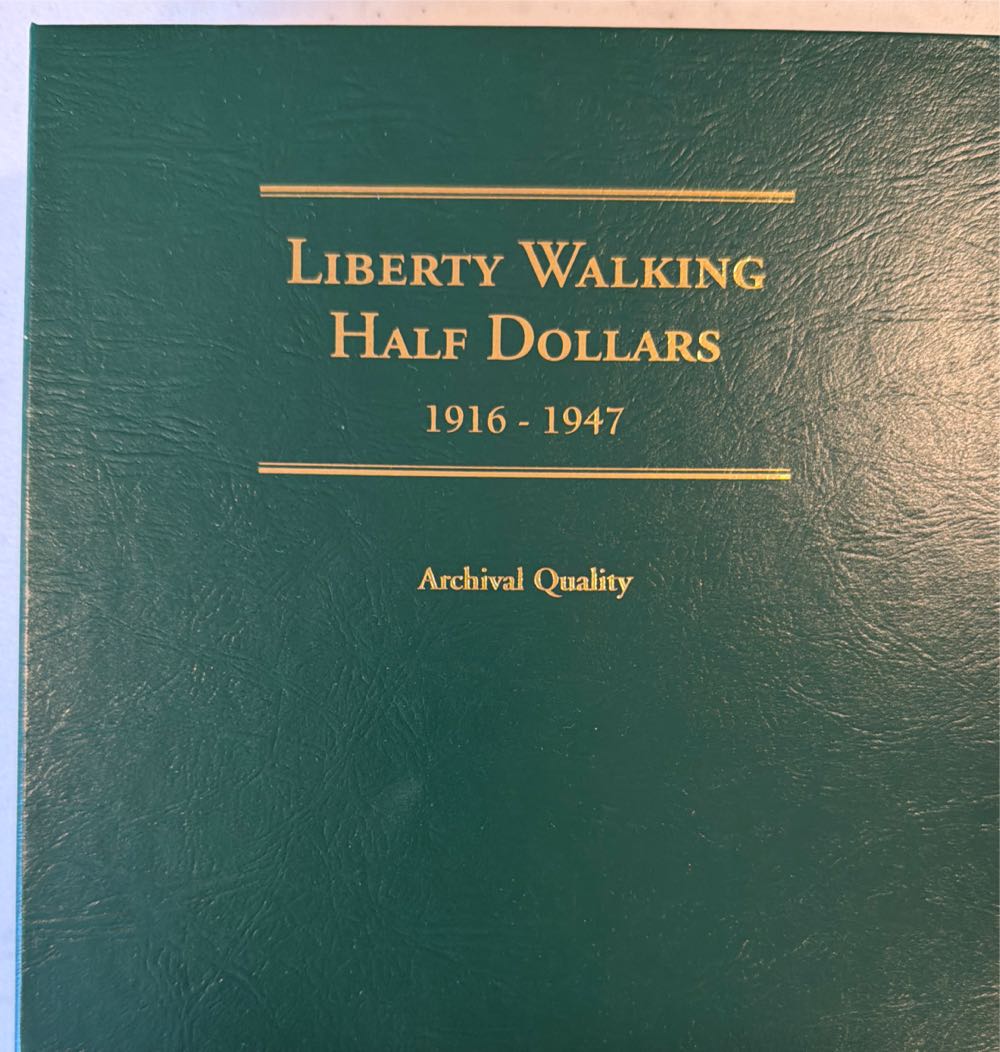 LIBERTY WALKING
HALF DOLLARS
1916 - 1947
Archival Quality